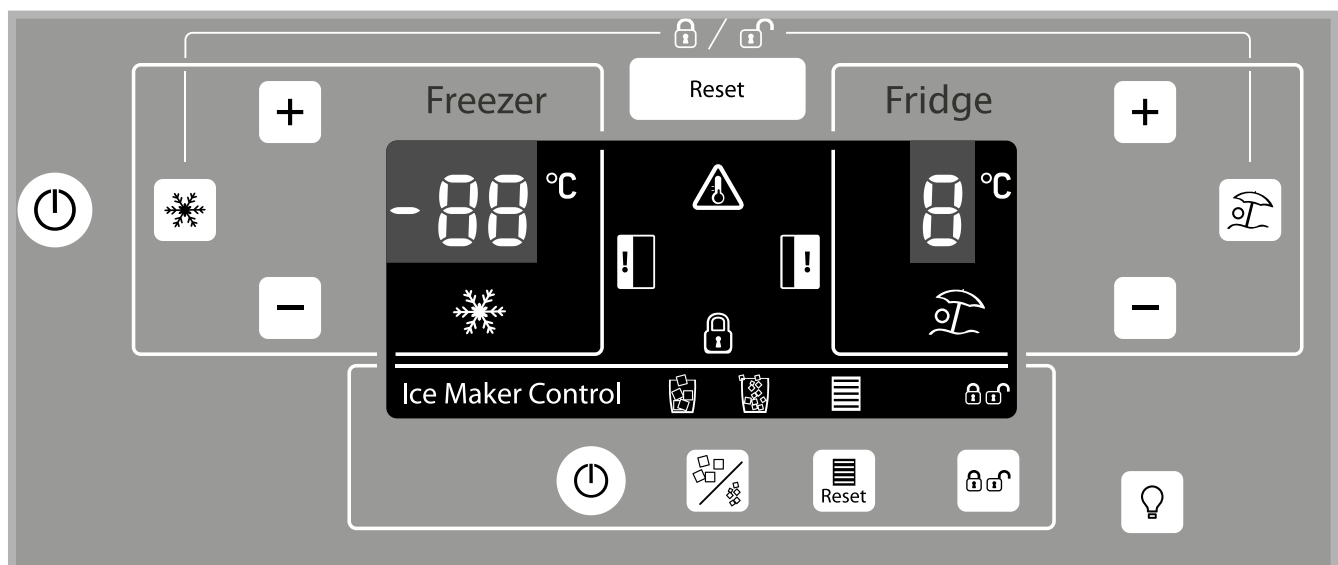 Freezer
Reset
Fridge
-88 °C
8 °C
Ice Maker Control
Reset